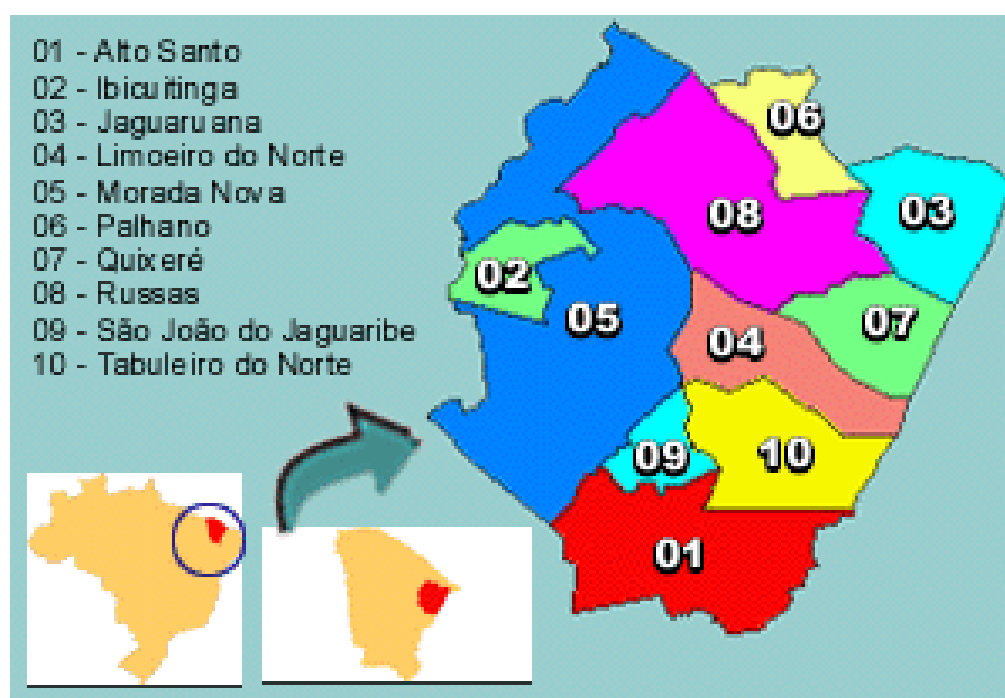 01 - Alto Santo
02 - Ibicuitinga
03 - Jaguaruana
04 - Limoeiro do Norte
05 - Morada Nova
06 - Palhano
07 - Quixeré
08 - Russas
09 - São João do Jaguaribe
10 - Tabuleiro do Norte
06
03
08
02
05
07
04
09
10
01